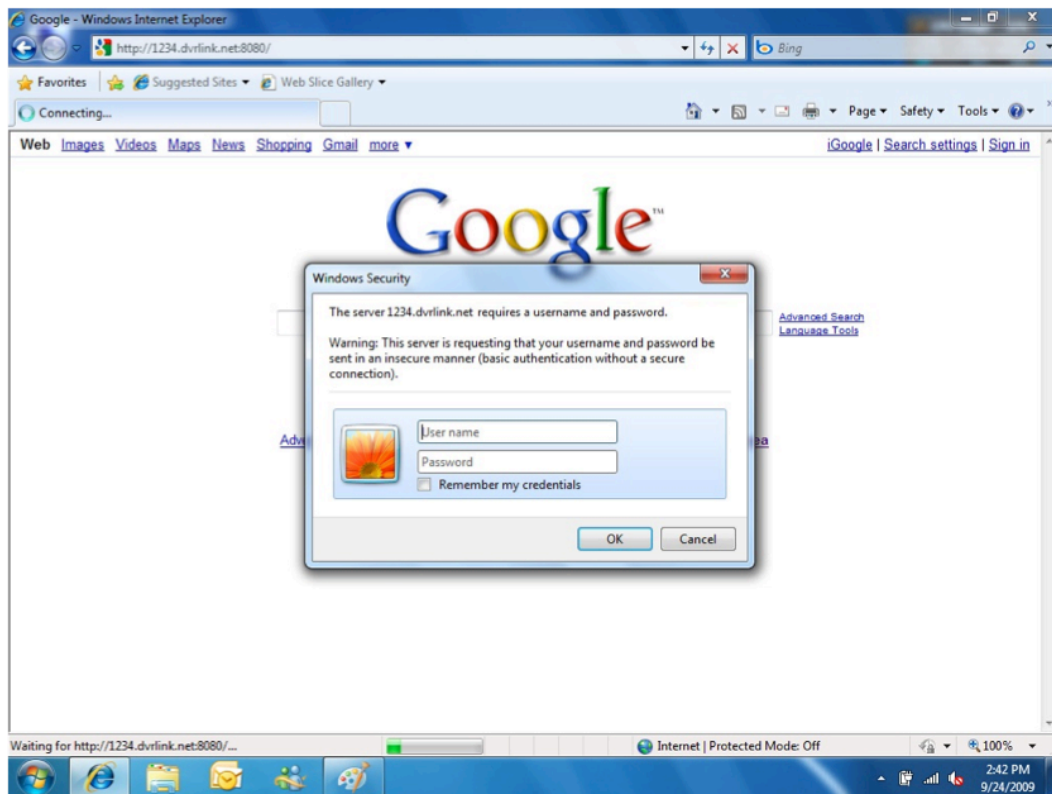 Google - Windows Internet Explorer
http://1234.dvrlink.net:8080/
Bing
Favorites Suggested Sites Web Slice Gallery
Connecting...
Page Safety Tools
Web Images Videos Maps News Shopping Gmail more
iGoogle | Search settings | Sign in
Google™
Advanced Search
Language Tools
Windows Security
The server 1234.dvrlink.net requires a username and password.
Warning: This server is requesting that your username and password be
sent in an insecure manner (basic authentication without a secure
connection).
User name
Password
Remember my credentials
OK Cancel
Waiting for http://1234.dvrlink.net:8080/...
Internet | Protected Mode: Off
100%
2:42 PM
9/24/2009